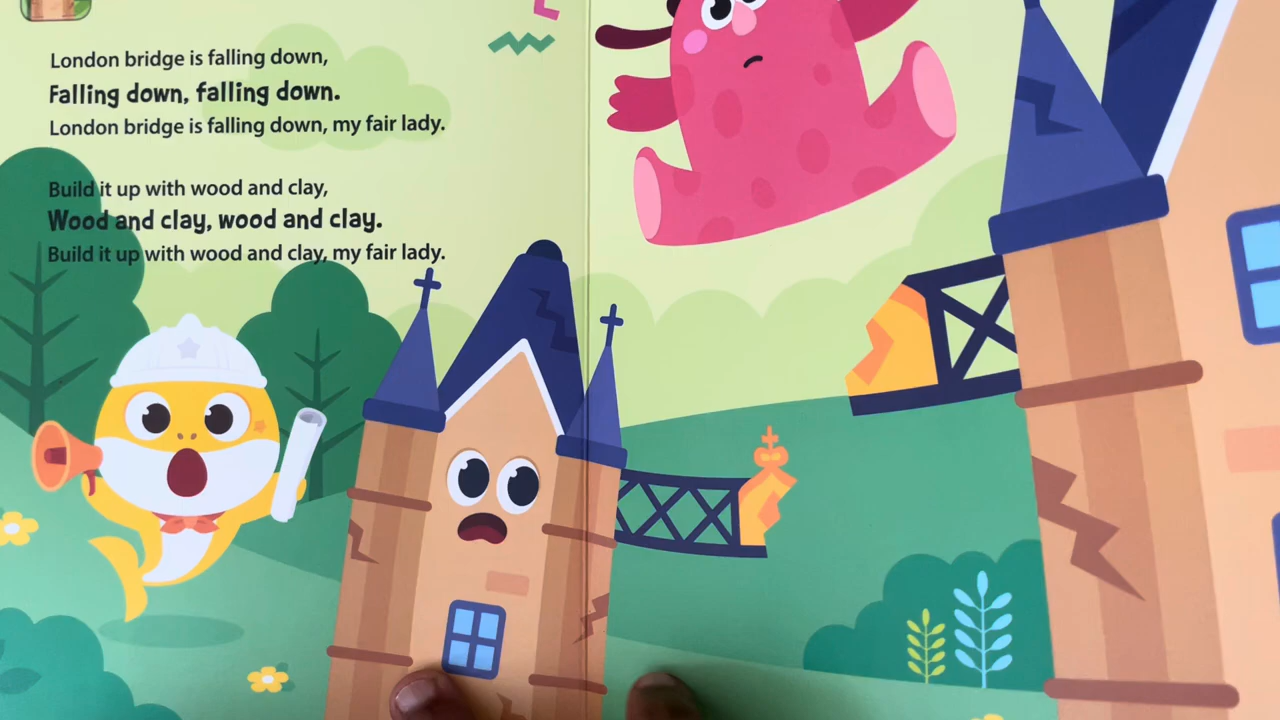 London bridge is falling down,
Falling down, falling down.
London bridge is falling down, my fair lady.
Build it up with wood and clay,
Wood and clay, wood and clay.
Build it up with wood and clay, my fair lady.